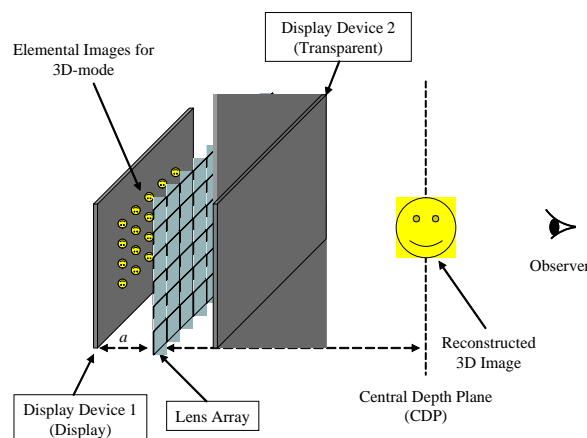 Display Device 2
(Transparent)
Elemental Images for
3D-mode
Observer
a
Reconstructed
3D Image
Display Device 1
(Display)
Lens Array
Central Depth Plane
(CDP)